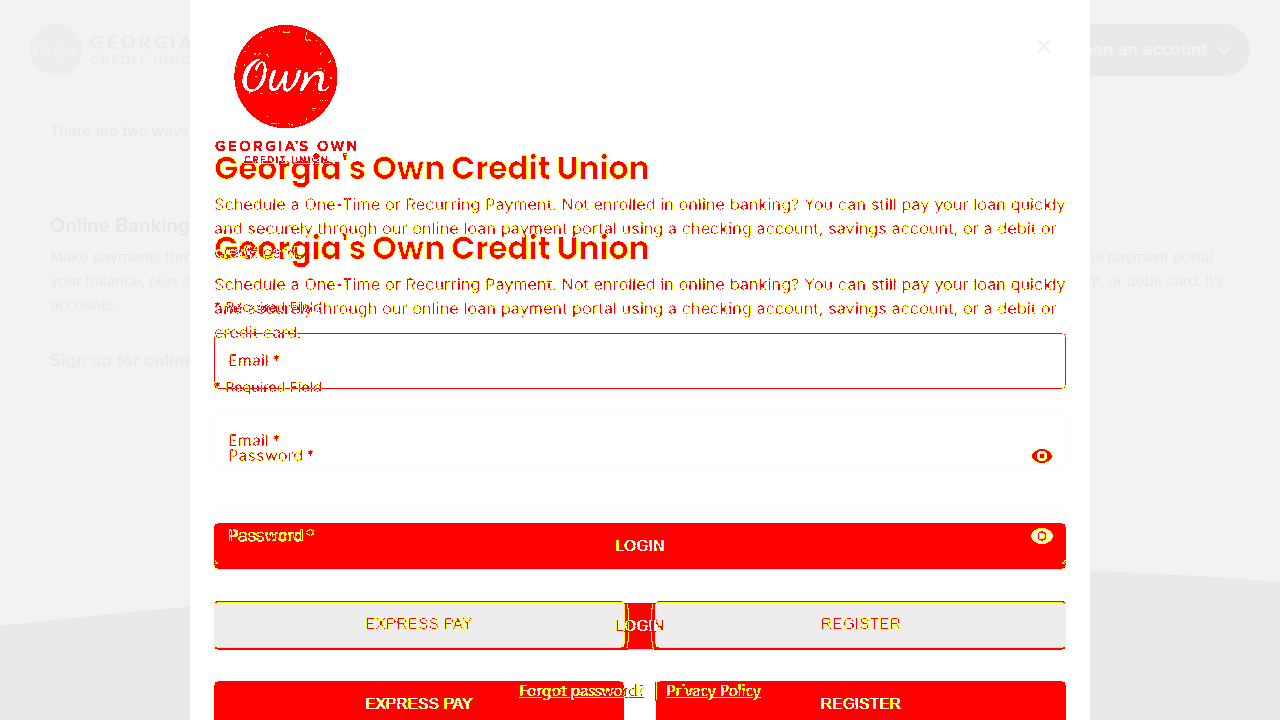 GEORGIA
CREDIT UNIO
Own
en an account
Own
GEORGIA'S OWN
CREDIT UNION
Georgia's Own Credit Union
Schedule a One-Time or Recurring Payment. Not enrolled in online banking? You can still pay your loan quickly
and securely through our online loan payment portal using a checking account, savings account, or a debit or
credit card.
Georgia's Own Credit Union
Schedule a One-Time or Recurring Payment. Not enrolled in online banking? You can still pay your loan quickly
and securely through our online loan payment portal using a checking account, savings account, or a debit or
credit card.
* Required Field
Email *
* Required Field
Email *
Password *
Password *
LOGIN
EXPRESS PAY
LOGIN
REGISTER
Forgot password? | Privacy Policy
EXPRESS PAY
REGISTER
There are two ways
Online Banking
Make payments thro
your balance, plus o
accounts.
Sign up for online
ne payment portal.
nt, or debit card. It's